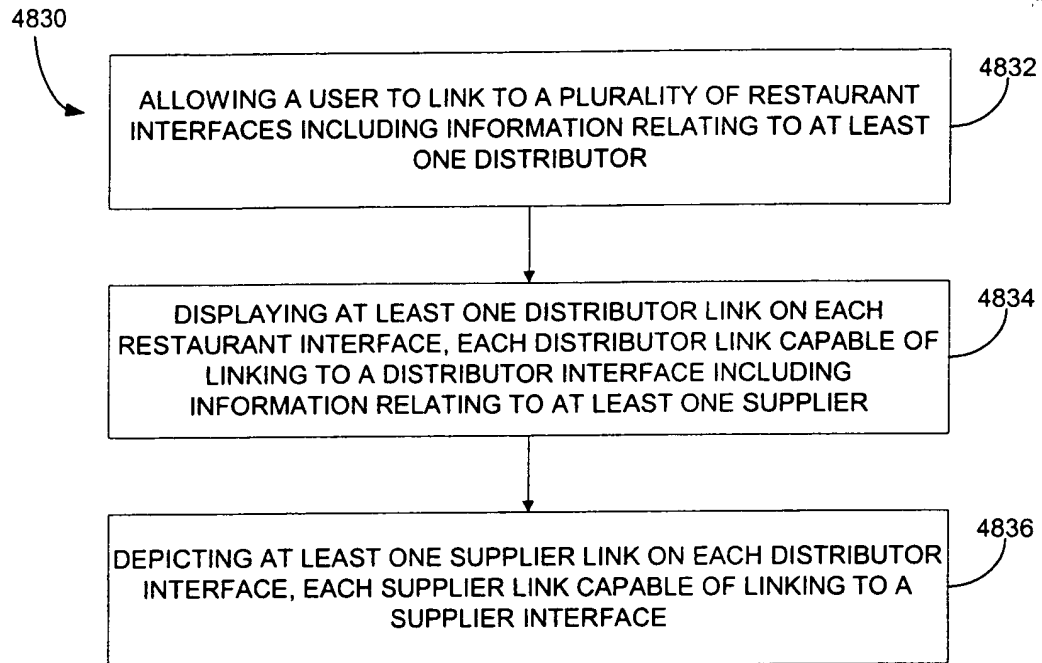 4830
4832
ALLOWING A USER TO LINK TO A PLURALITY OF RESTAURANT
INTERFACES INCLUDING INFORMATION RELATING TO AT LEAST
ONE DISTRIBUTOR
4834
DISPLAYING AT LEAST ONE DISTRIBUTOR LINK ON EACH
RESTAURANT INTERFACE, EACH DISTRIBUTOR LINK CAPABLE OF
LINKING TO A DISTRIBUTOR INTERFACE INCLUDING
INFORMATION RELATING TO AT LEAST ONE SUPPLIER
4836
DEPICTING AT LEAST ONE SUPPLIER LINK ON EACH DISTRIBUTOR
INTERFACE, EACH SUPPLIER LINK CAPABLE OF LINKING TO A
SUPPLIER INTERFACE